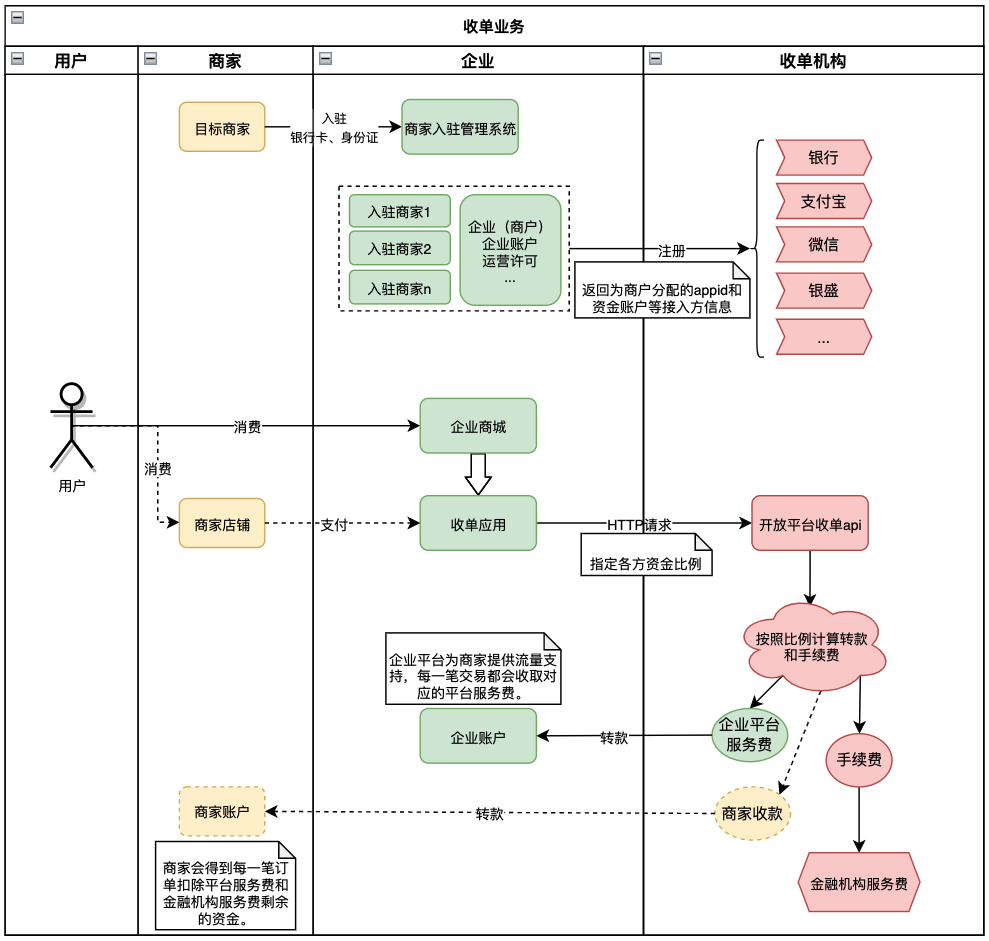 收单业务
用户
商家
企业
收单机构
目标商家
入驻
银行卡、身份证
商家入驻管理系统
入驻商家1
入驻商家2
入驻商家n
企业（商户）
企业账户
运营许可
...
注册
返回为商户分配的appid和
资金账户等接入方信息
银行
支付宝
微信
银盛
...
用户
消费
消费
企业商城
商家店铺
支付
收单应用
HTTP请求
指定各方资金比例
开放平台收单api
按照比例计算转款
和手续费
企业平台为商家提供流量支
持，每一笔交易都会收取对
应的平台服务费。
企业账户
转款
企业平台
服务费
手续费
商家账户
转款
商家收款
商家会得到每一笔订
单扣除平台服务费和
金融机构服务费剩余
的资金。
金融机构服务费